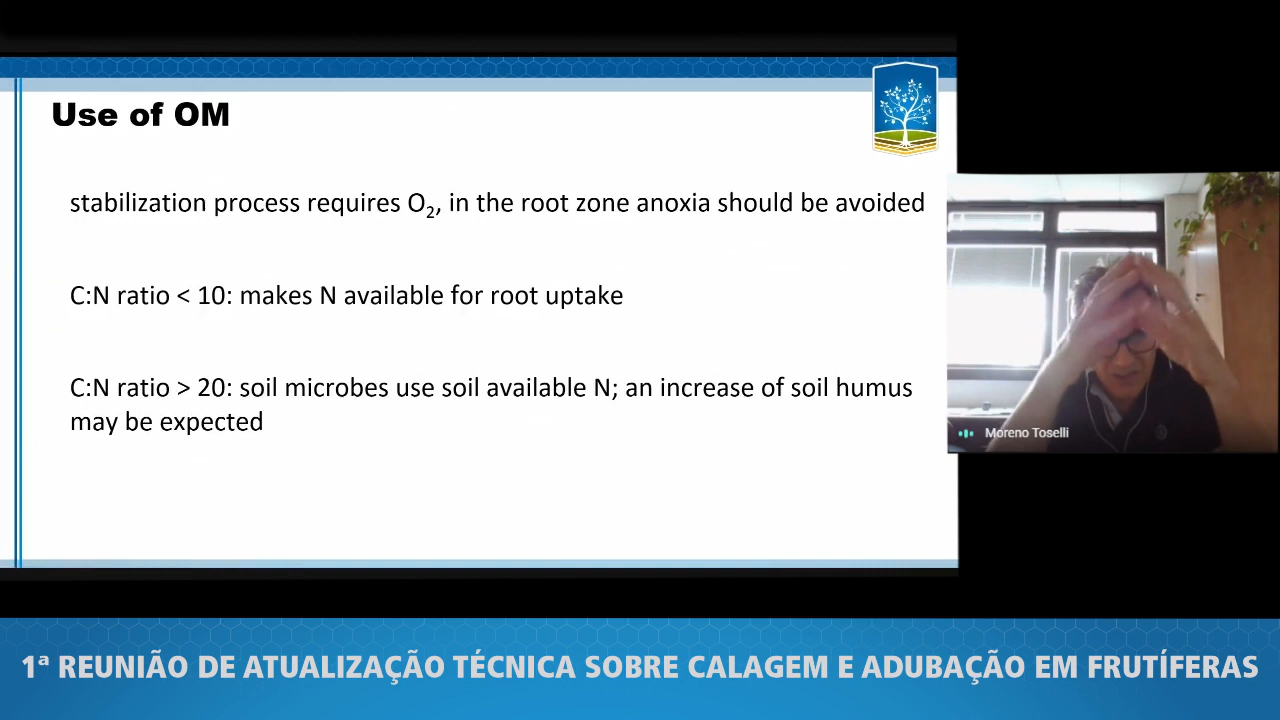 Use of OM
stabilization process requires O₂, in the root zone anoxia should be avoided
C:N ratio < 10: makes N available for root uptake
C:N ratio > 20: soil microbes use soil available N; an increase of soil humus
may be expected
Moreno Toselli
1ª REUNIÃO DE ATUALIZAÇÃO TÉCNICA SOBRE CALAGEM E ADUBAÇÃO EM FRUTÍFERAS